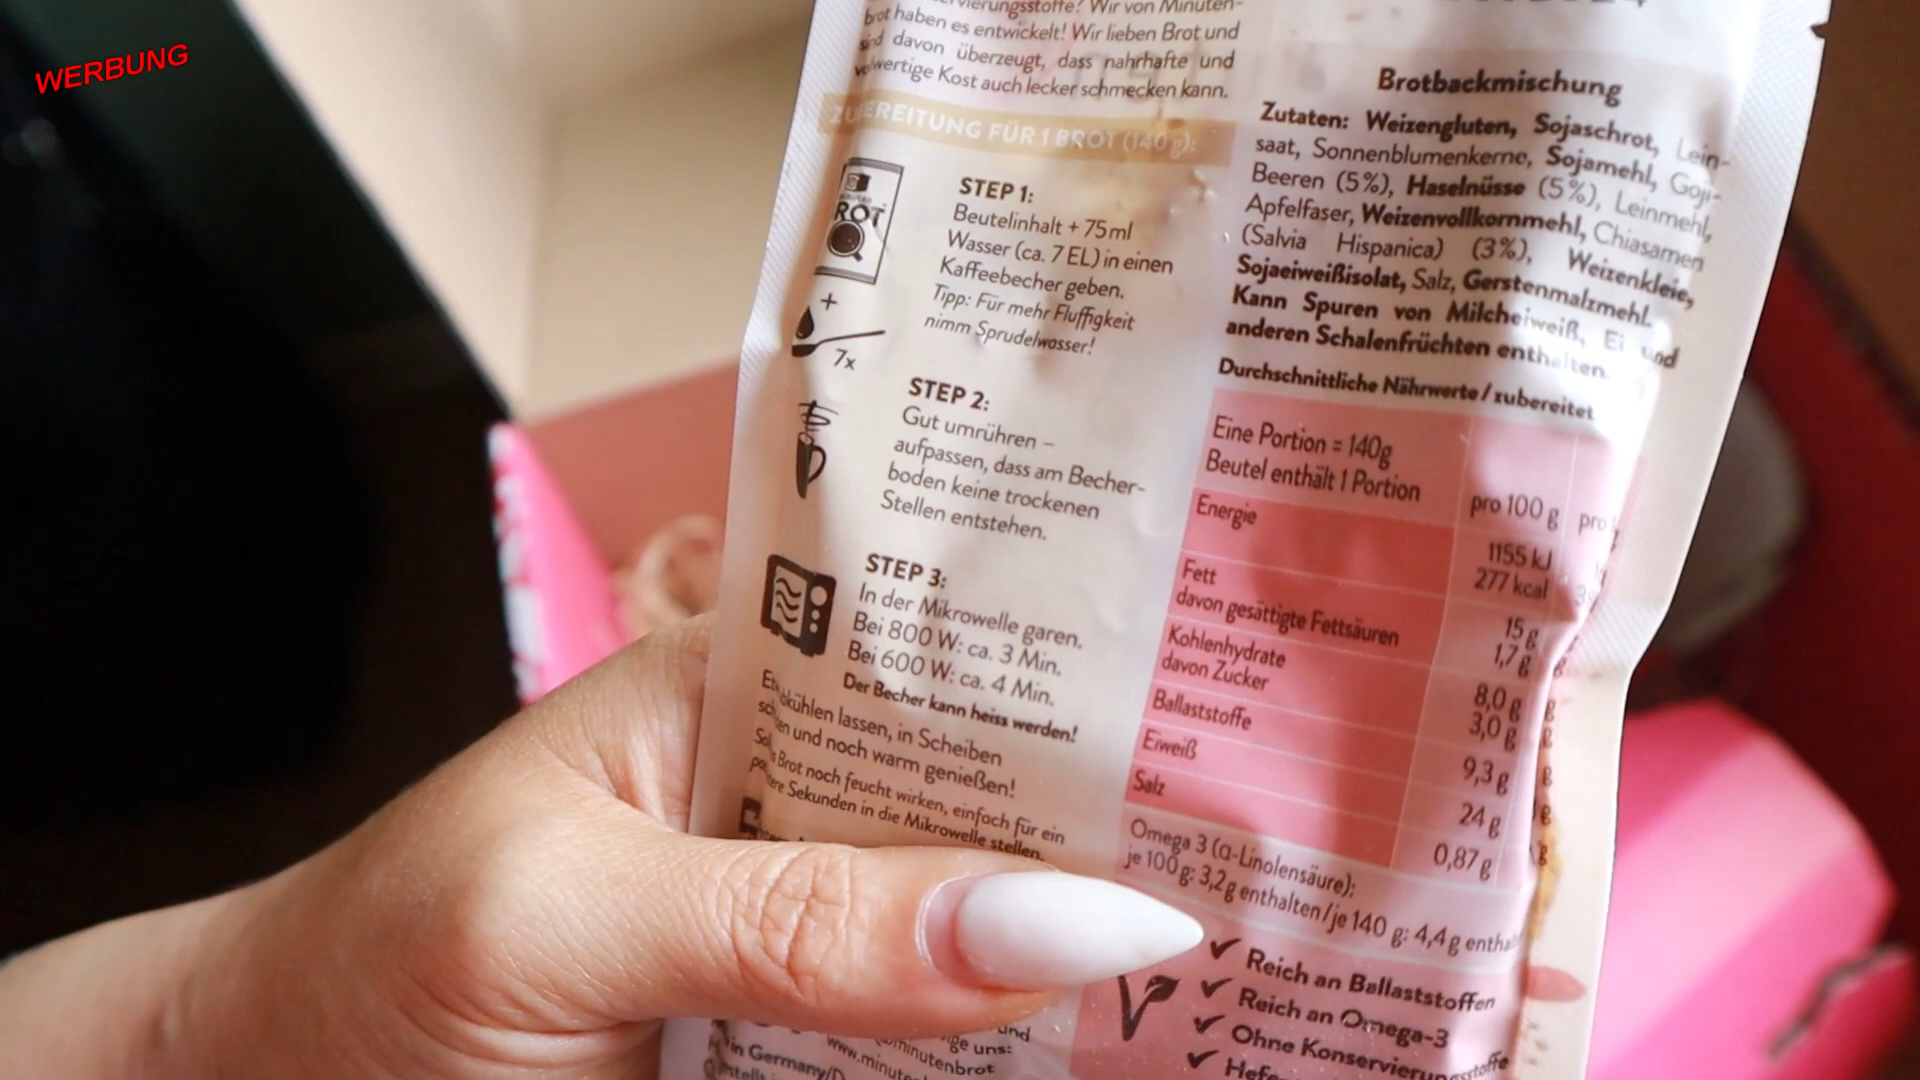 WERBUNG
Wir von Minuten-
brot haben es entwickelt! Wir lieben Brot und
sind davon überzeugt, dass nahrhafte und
vollwertige Kost auch lecker schmecken kann.
ZUBEREITUNG FÜR 1 BROT (140 g):
ROT
STEP 1:
Beutelinhalt + 75ml
Wasser (ca. 7 EL) in einen
Kaffeebecher geben.
Tipp: Für mehr Fluffigkeit
nimm Sprudelwasser!
+
7x
STEP 2:
Gut umrühren –
aufpassen, dass am Becher-
boden keine trockenen
Stellen entstehen.
STEP 3:
In der Mikrowelle garen.
Bei 800 W: ca. 3 Min.
Bei 600 W: ca. 4 Min.
Der Becher kann heiss werden!
abkühlen lassen, in Scheiben
und noch warm genießen!
Brot noch feucht wirken, einfach für ein
Sekunden in die Mikrowelle stellen.
und
uns:
minutenbrot
in Germany/
Brotbackmischung
Zutaten: Weizengluten, Sojaschrot, Lein-
saat, Sonnenblumenkerne, Sojamehl, Goji-
Beeren (5%), Haselnüsse (5%), Leinmehl,
Apfelfaser, Weizenvollkornmehl, Chiasamen
(Salvia Hispanica) (3%), Weizenkleie,
Sojaeiweißisolat, Salz, Gerstenmalzmehl.
Kann Spuren von Milcheiweiß, Ei und
anderen Schalenfrüchten enthalten.
Durchschnittliche Nährwerte / zubereitet
Eine Portion = 140g
Beutel enthält 1 Portion pro 100 g pro
Energie 1155 kJ
277 kcal
Fett 15 g
davon gesättigte Fettsäuren 1,7 g
Kohlenhydrate 8,0 g
davon Zucker 3,0 g
Ballaststoffe 9,3 g
Eiweiß 24 g
Salz 0,87 g
Omega 3 (α-Linolensäure):
je 100 g: 3,2 g enthalten / je 140 g: 4,4 g
Reich an Ballaststoffen
Reich an Omega-3
Ohne Konservierungsstoffe